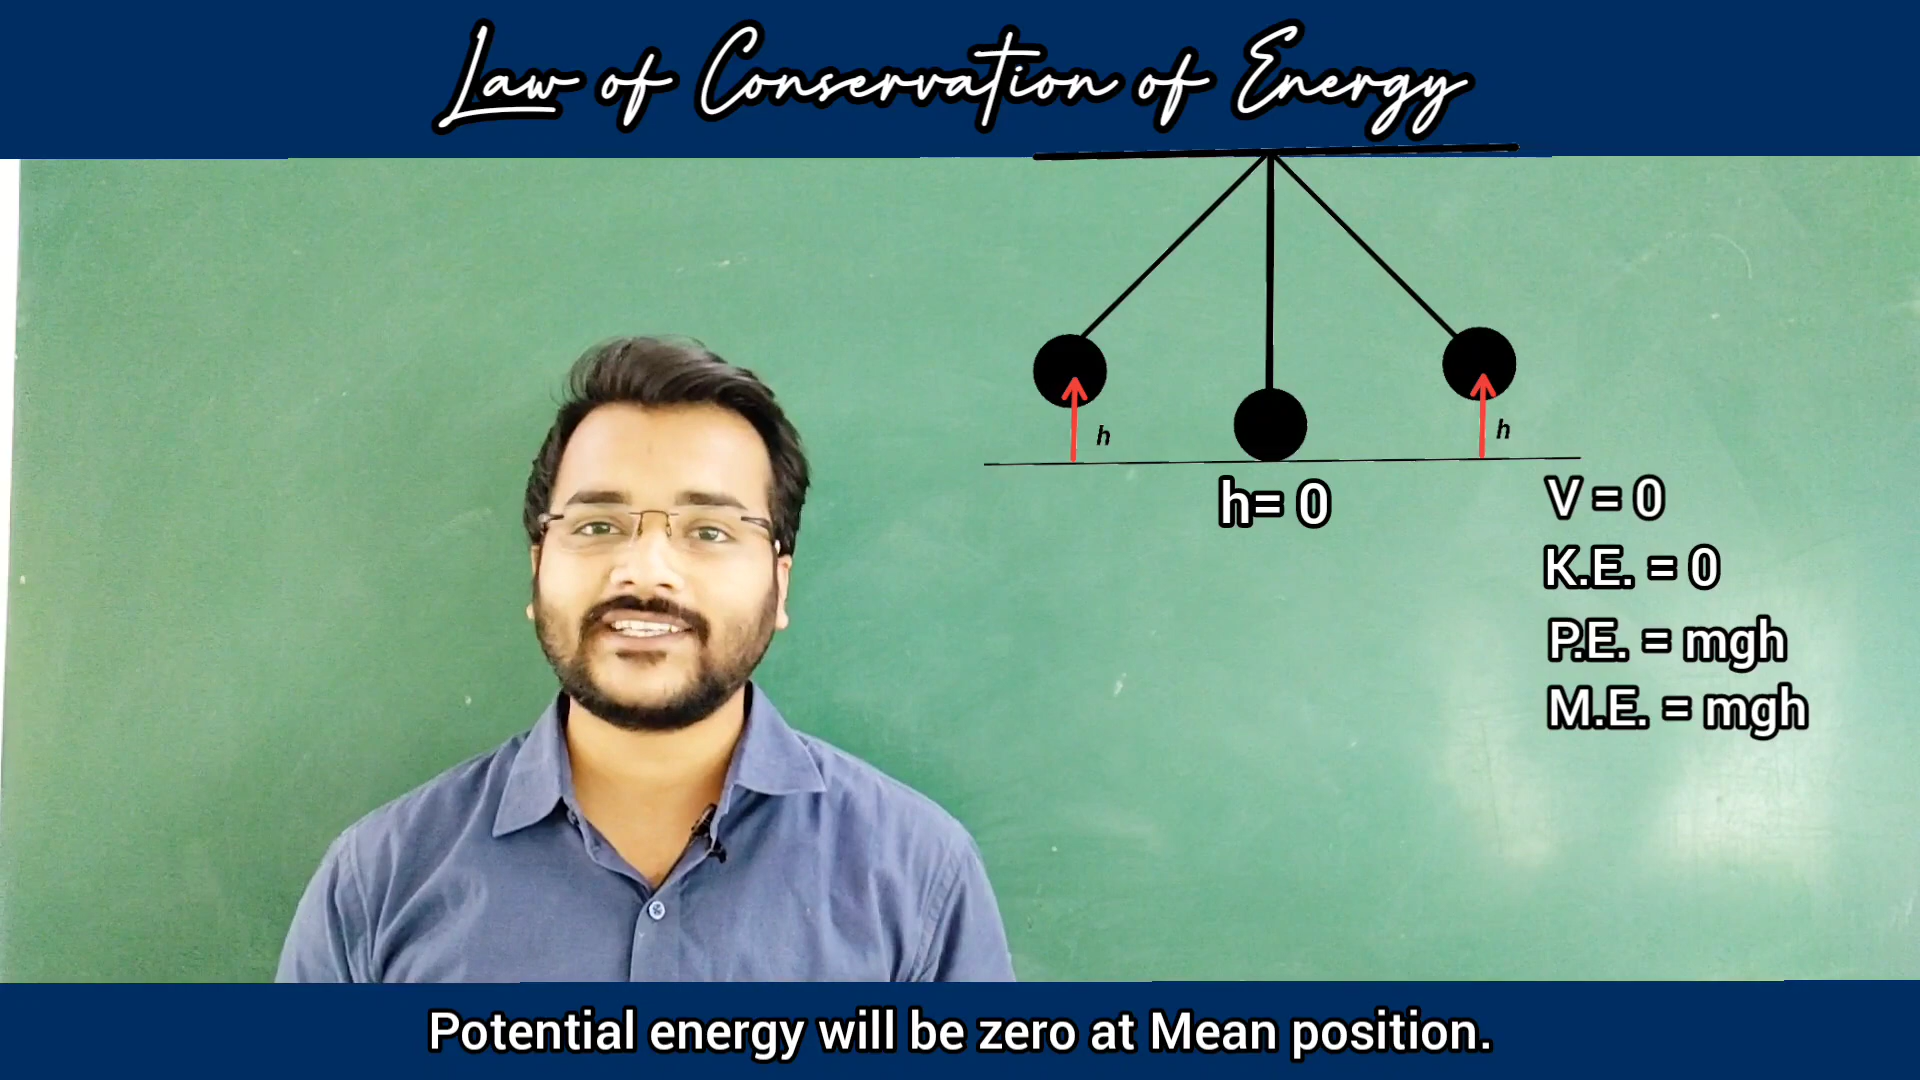 Law of Conservation of Energy
h
h
h= 0
V = 0
K.E. = 0
P.E. = mgh
M.E. = mgh
Potential energy will be zero at Mean position.